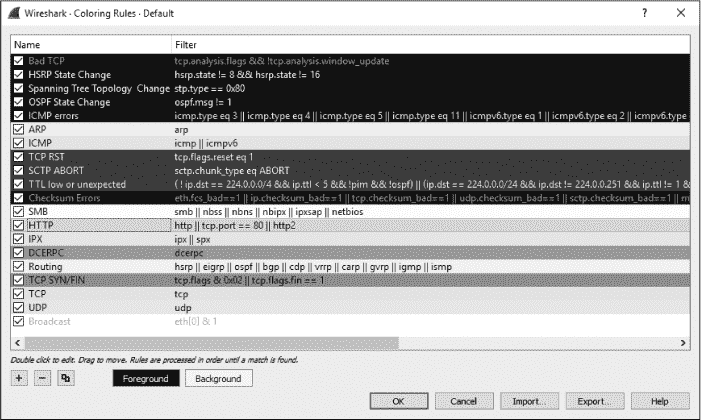 Wireshark · Coloring Rules · Default
Name Filter
Bad TCP tcp.analysis.flags && !tcp.analysis.window_update
HSRP State Change hsrp.state != 8 && hsrp.state != 16
Spanning Tree Topology Change stp.type == 0x80
OSPF State Change ospf.msg != 1
ICMP errors icmp.type eq 3 || icmp.type eq 4 || icmp.type eq 5 || icmp.type eq 11 || icmpv6.type eq 1 || icmpv6.type eq 2 || icmpv6.type
ARP arp
ICMP icmp || icmpv6
TCP RST tcp.flags.reset eq 1
SCTP ABORT sctp.chunk_type eq ABORT
TTL low or unexpected ( ! ip.dst == 224.0.0.0/4 && ip.ttl < 5 && !pim && !ospf) || (ip.dst == 224.0.0.0/24 && ip.dst != 224.0.0.251 && ip.ttl != 1 &
Checksum Errors eth.fcs_bad==1 || ip.checksum_bad==1 || tcp.checksum_bad==1 || udp.checksum_bad==1 || sctp.checksum_bad==1 || m
SMB smb || nbss || nbns || nbipx || ipxsap || netbios
HTTP http || tcp.port == 80 || http2
IPX ipx || spx
DCERPC dcerpc
Routing hsrp || eigrp || ospf || bgp || cdp || vrrp || carp || gvrp || igmp || ismp
TCP SYN/FIN tcp.flags & 0x02 || tcp.flags.fin == 1
TCP tcp
UDP udp
Broadcast eth[0] & 1
Double click to edit. Drag to move. Rules are processed in order until a match is found.
Foreground Background
OK Cancel Import... Export... Help